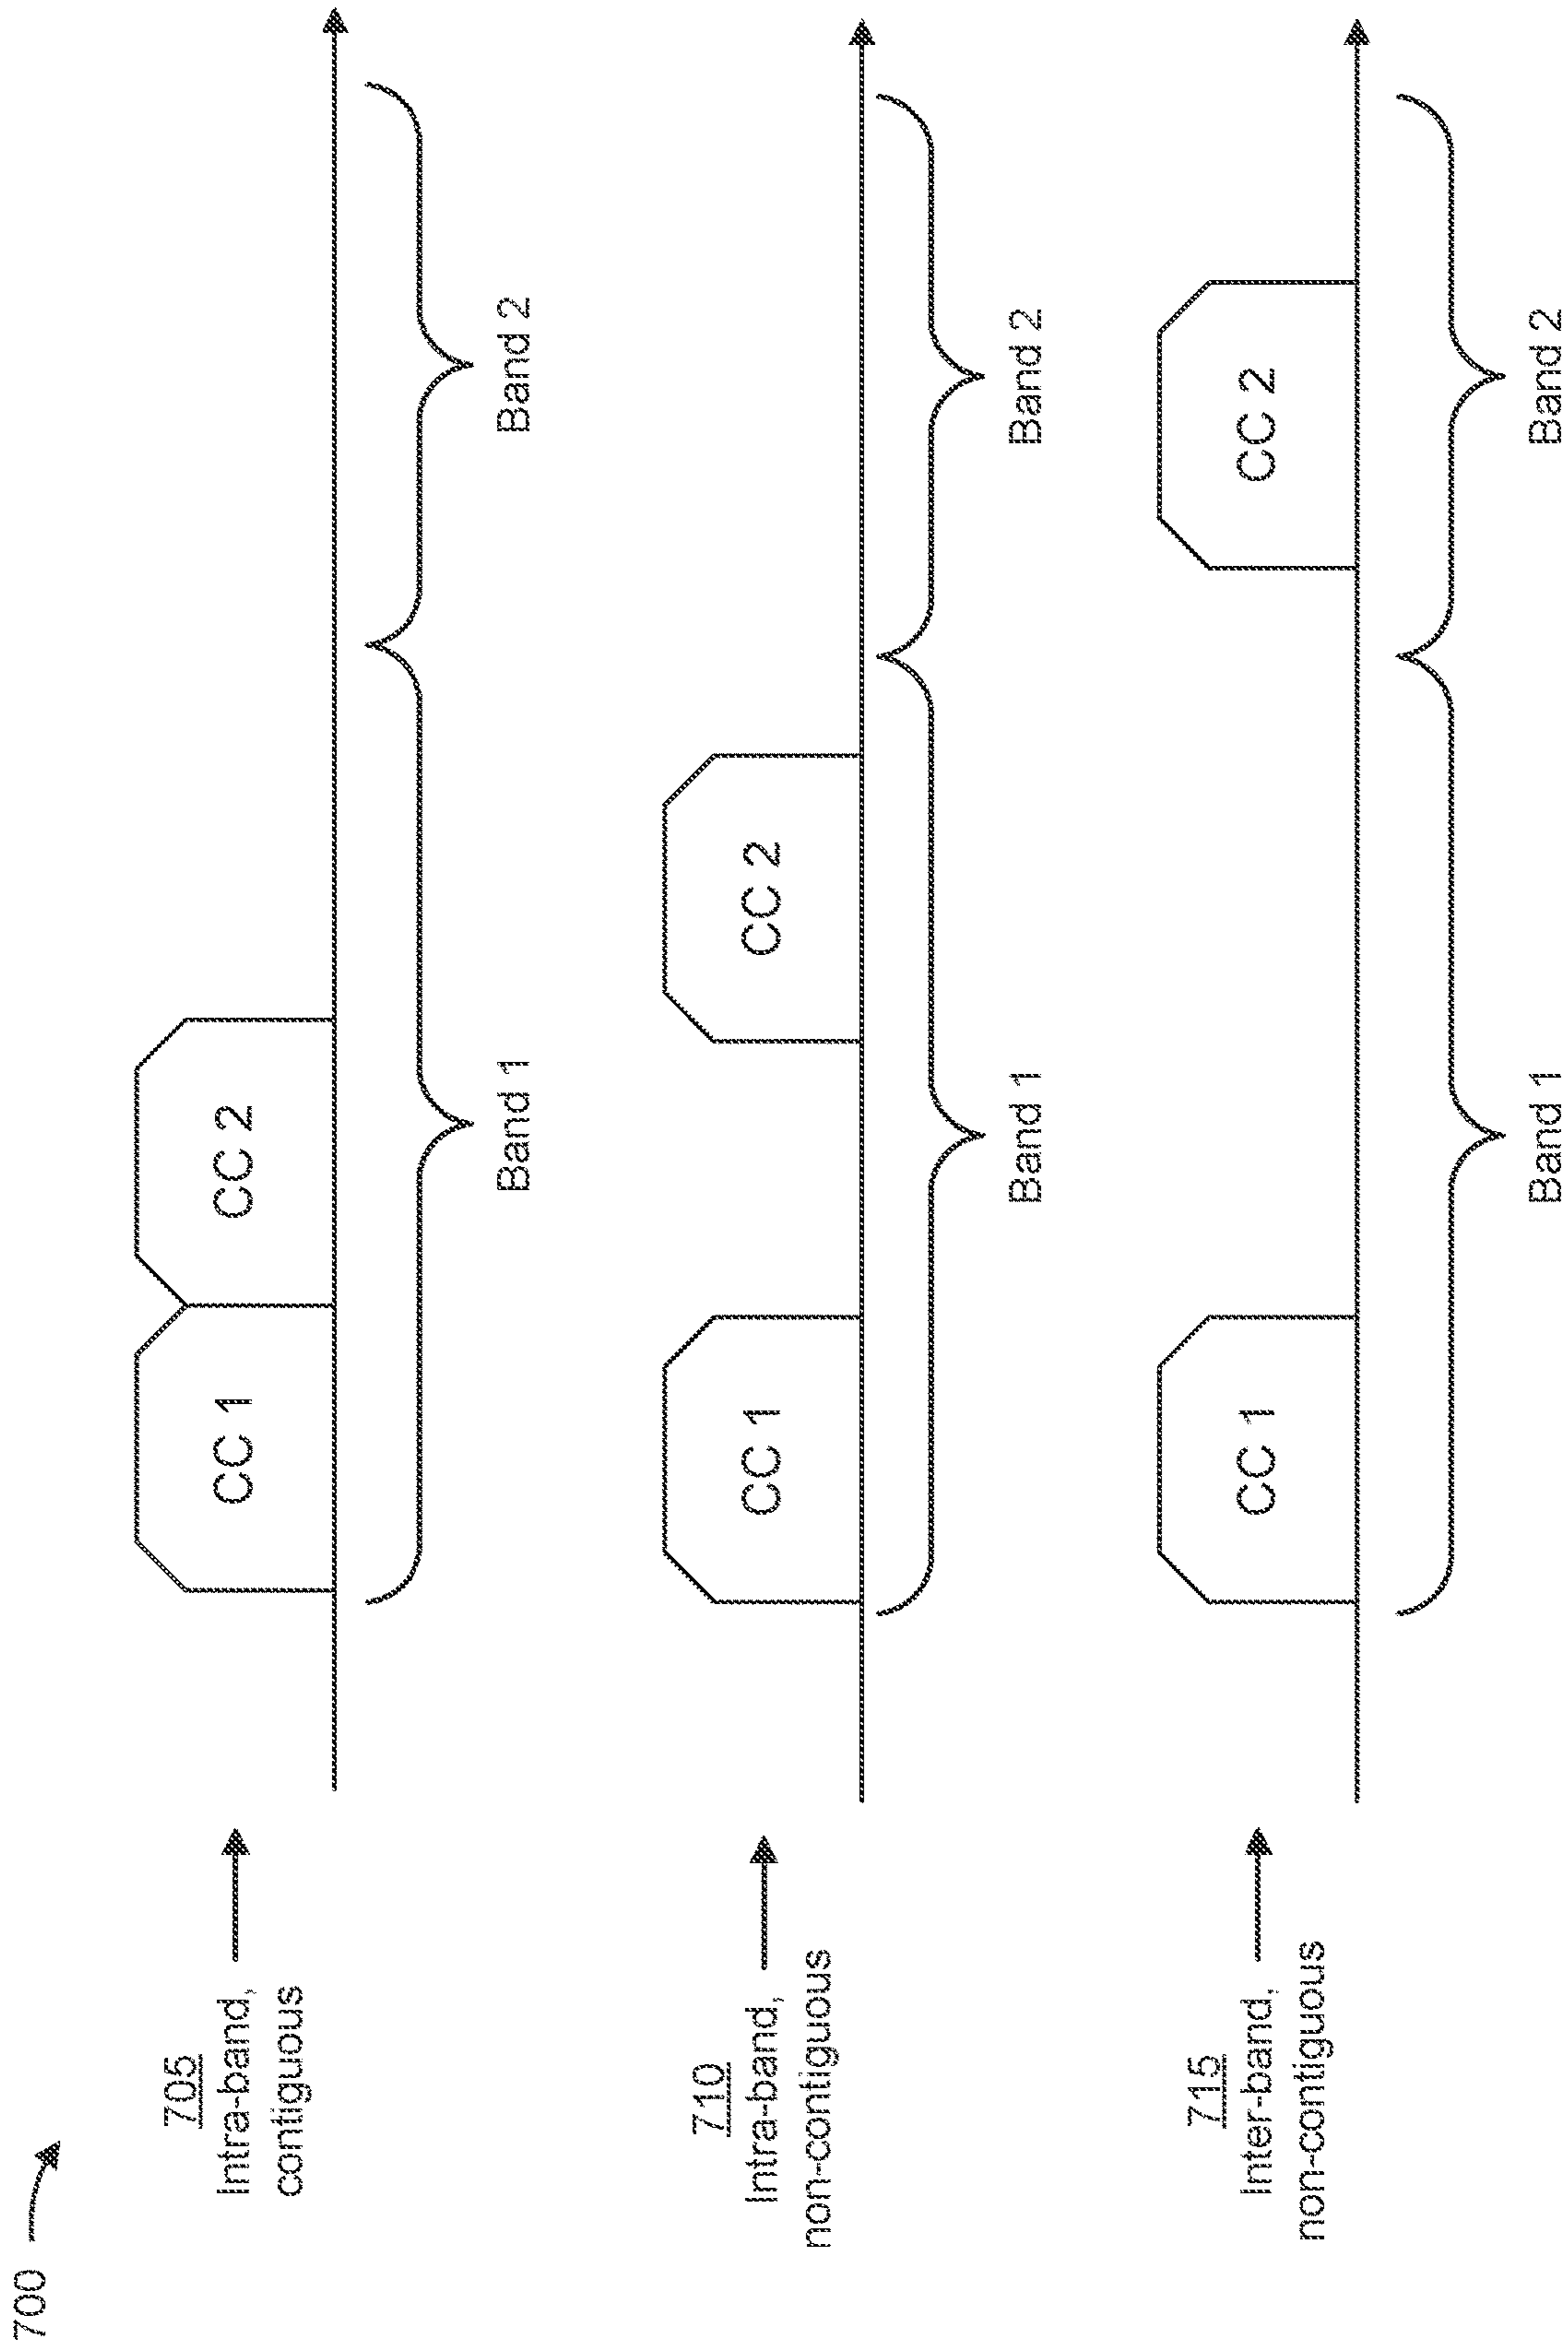 700
705
Intra-band,
contiguous
CC 1
CC 2
Band 1
Band 2
710
Intra-band,
non-contiguous
CC 1
CC 2
Band 1
Band 2
715
Inter-band,
non-contiguous
CC 1
CC 2
Band 1
Band 2